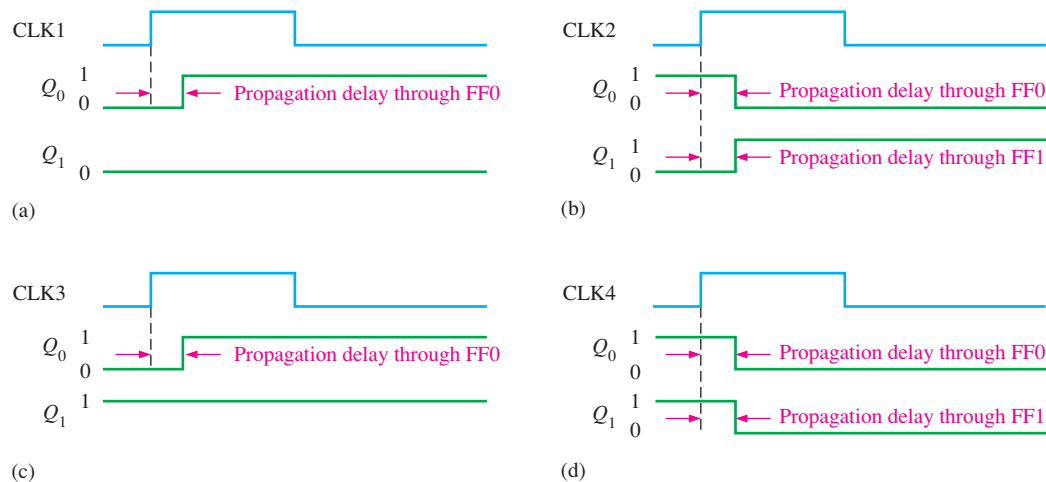 CLK1
1
Q0
0
Propagation delay through FF0
Q1
0
(a)
CLK2
1
Q0
0
Propagation delay through FF0
1
Q1
0
Propagation delay through FF1
(b)
CLK3
1
Q0
0
Propagation delay through FF0
Q1
1
(c)
CLK4
1
Q0
0
Propagation delay through FF0
1
Q1
0
Propagation delay through FF1
(d)